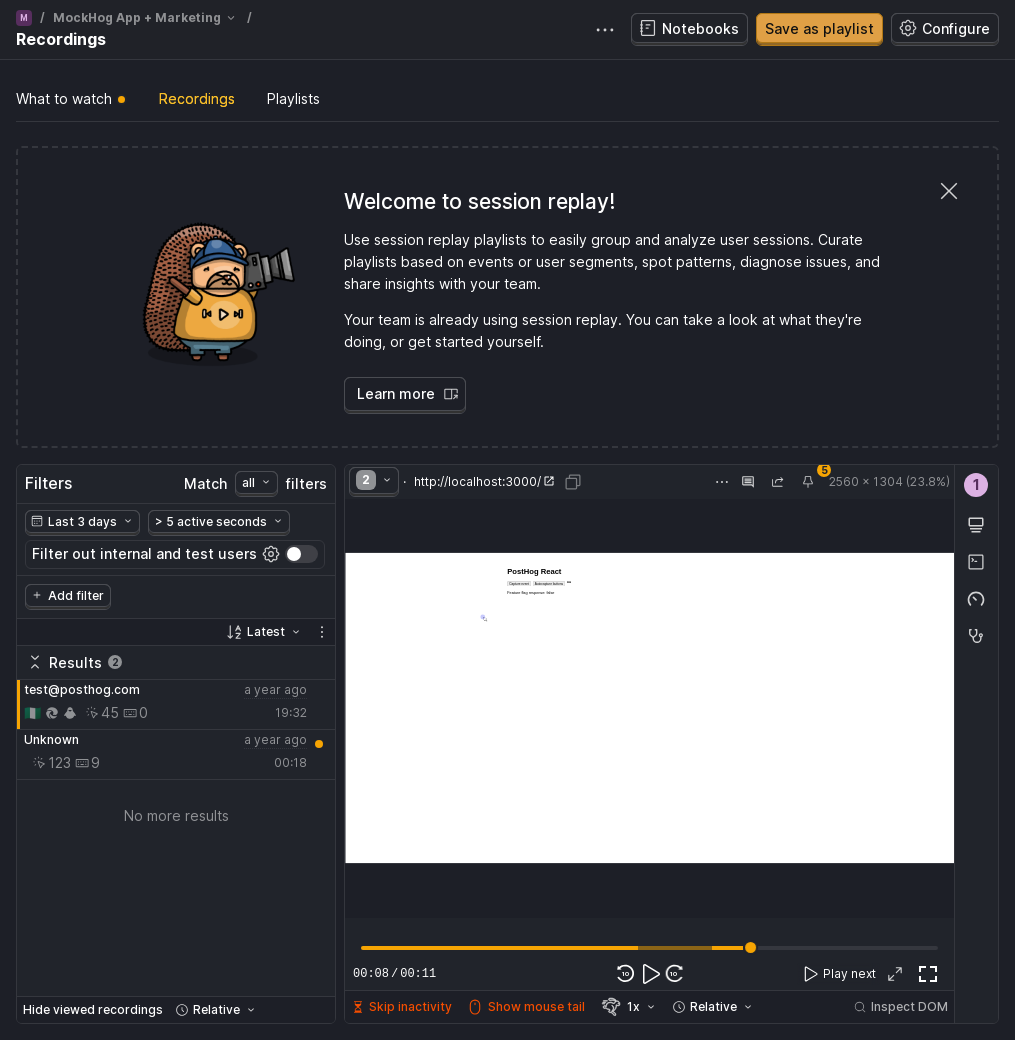 M / MockHog App + Marketing /
Recordings
Notebooks
Save as playlist
Configure
What to watch
Recordings
Playlists
Welcome to session replay!
Use session replay playlists to easily group and analyze user sessions. Curate
playlists based on events or user segments, spot patterns, diagnose issues, and
share insights with your team.
Your team is already using session replay. You can take a look at what they're
doing, or get started yourself.
Learn more
Filters
Match all filters
Last 3 days
> 5 active seconds
Filter out internal and test users
Add filter
Latest
Results 2
test@posthog.com a year ago
45 0 19:32
Unknown a year ago
123 9 00:18
No more results
Hide viewed recordings
Relative
2 · http://localhost:3000/
5
2560 × 1304 (23.8%)
1
PostHog React
Capture event
Feature flag response: false
00:08 / 00:11
10
10
Play next
Skip inactivity
Show mouse tail
1x
Relative
Inspect DOM